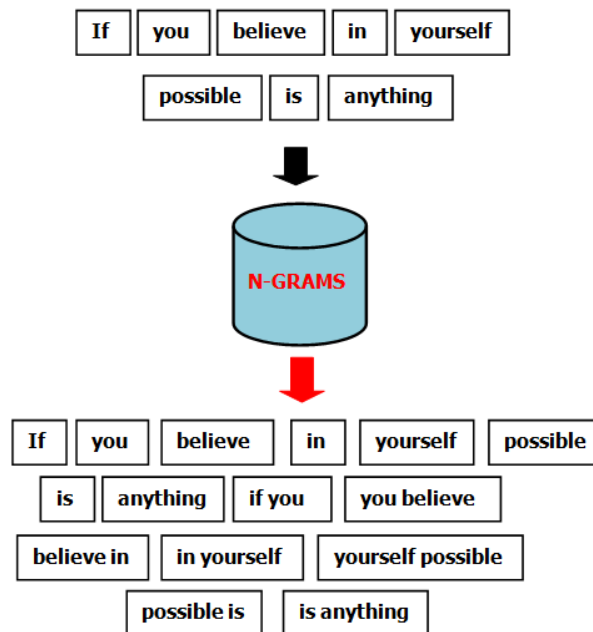 If you believe in yourself
possible is anything
N-GRAMS
If you believe in yourself possible
is anything if you you believe
believe in in yourself yourself possible
possible is is anything